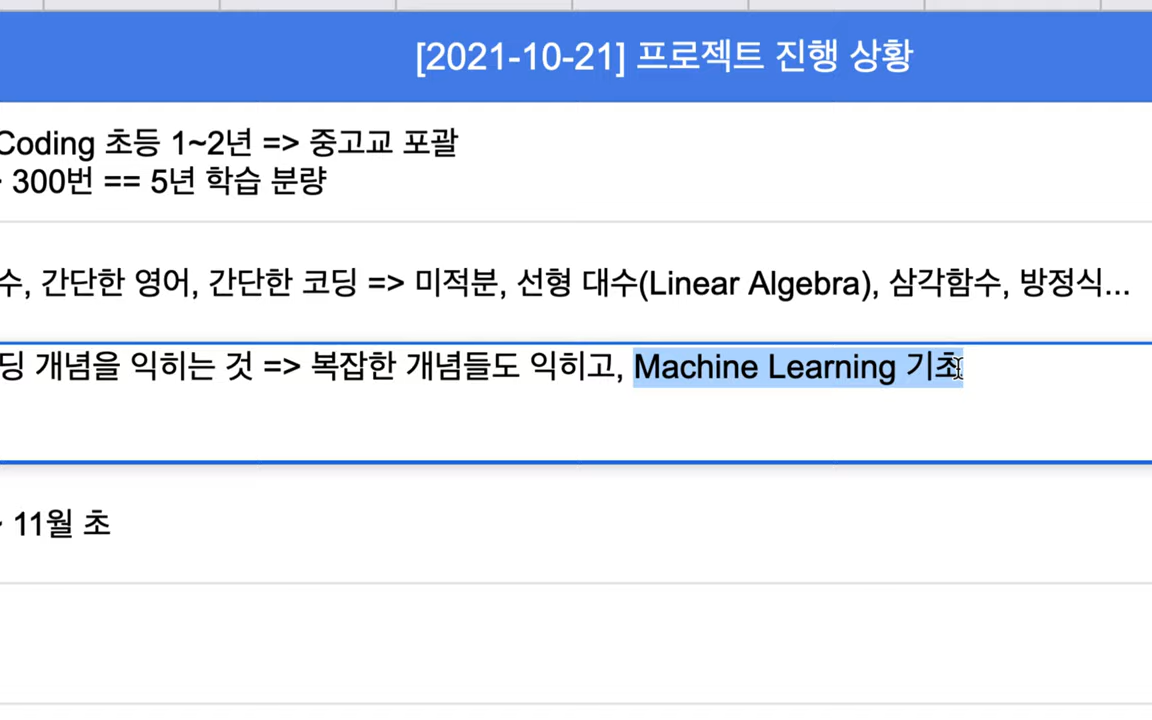 [2021-10-21] 프로젝트 진행 상황
Coding 초등 1~2년 => 중고교 포괄
300번 == 5년 학습 분량
수, 간단한 영어, 간단한 코딩 => 미적분, 선형 대수(Linear Algebra), 삼각함수, 방정식...
딩 개념을 익히는 것 => 복잡한 개념들도 익히고, Machine Learning 기초
~ 11월 초